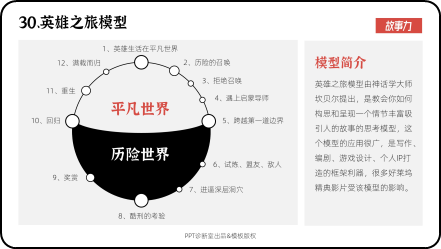 30.英雄之旅模型
故事力
1、英雄生活在平凡世界
2、历险的召唤
3、拒绝召唤
4、遇上启蒙导师
5、跨越第一道边界
6、试炼、盟友、敌人
7、进逼深层洞穴
8、酷刑的考验
9、奖赏
10、回归
11、重生
12、满载而归
平凡世界
历险世界
模型简介
英雄之旅模型由神话学大师
坎贝尔提出，是教会你如何
构思和呈现一个情节丰富吸
引人的故事的思考模型，这
个模型的应用很广，是写作、
编剧、游戏设计、个人IP打
造的框架利器，很多好莱坞
精典影片受该模型的影响。
PPT@新奎出品&模板版权